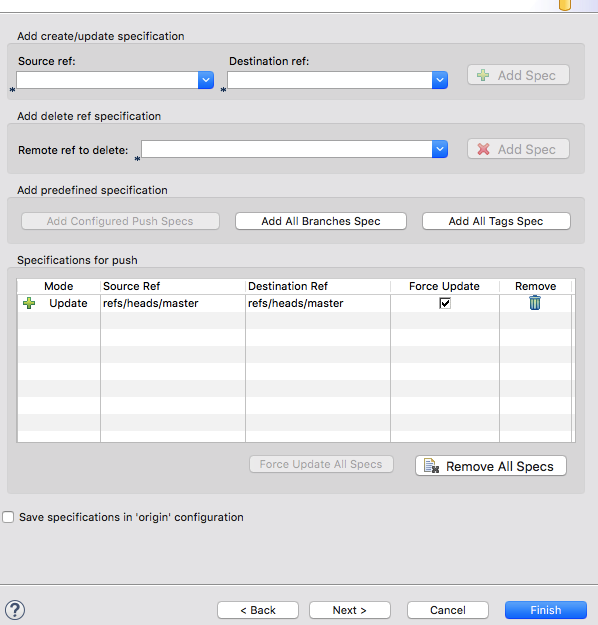 Add create/update specification
Source ref: Destination ref:
* * Add Spec
Add delete ref specification
Remote ref to delete: * Add Spec
Add predefined specification
Add Configured Push Specs Add All Branches Spec Add All Tags Spec
Specifications for push
Mode Source Ref Destination Ref Force Update Remove
Update refs/heads/master refs/heads/master
Force Update All Specs Remove All Specs
Save specifications in 'origin' configuration
? < Back Next > Cancel Finish